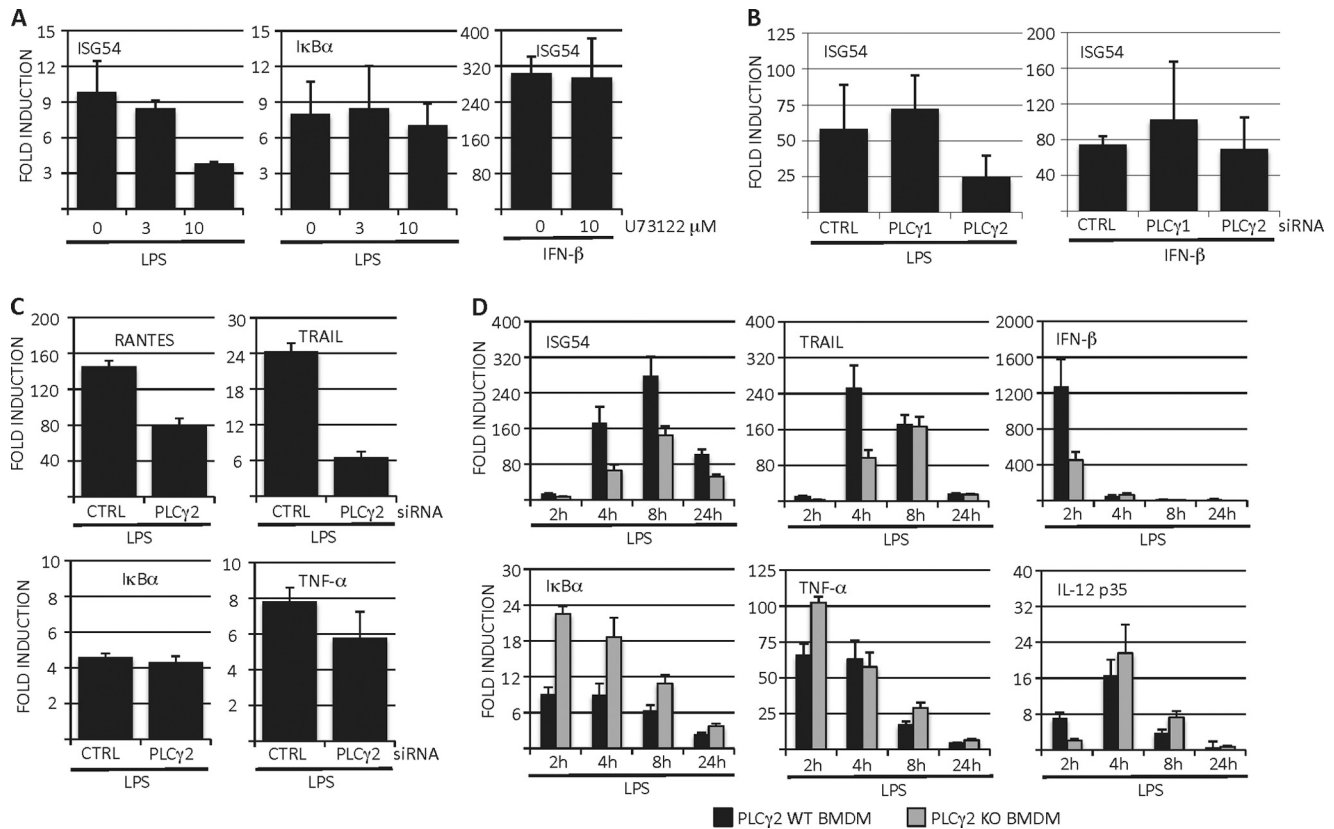 A
FOLD INDUCTION
ISG54
15
12
9
6
3
0 3 10
LPS
IκBα
15
12
9
6
3
0 3 10
LPS
ISG54
400
320
240
160
80
0 10 U73122 μM
IFN-β
B
FOLD INDUCTION
ISG54
125
100
75
50
25
CTRL PLCγ1 PLCγ2
LPS
ISG54
200
160
120
80
40
CTRL PLCγ1 PLCγ2 siRNA
IFN-β
C
FOLD INDUCTION
RANTES
200
160
120
80
40
CTRL PLCγ2
LPS
TRAIL
30
24
18
12
6
CTRL PLCγ2 siRNA
LPS
FOLD INDUCTION
IκBα
10
8
6
4
2
CTRL PLCγ2
LPS
TNF-α
10
8
6
4
2
CTRL PLCγ2 siRNA
LPS
D
FOLD INDUCTION
ISG54
400
320
240
160
80
2h 4h 8h 24h
LPS
TRAIL
400
320
240
160
80
2h 4h 8h 24h
LPS
IFN-β
2000
1600
1200
800
400
2h 4h 8h 24h
LPS
FOLD INDUCTION
IκBα
30
24
18
12
6
2h 4h 8h 24h
LPS
TNF-α
125
100
75
50
25
2h 4h 8h 24h
LPS
IL-12 p35
40
32
24
16
8
2h 4h 8h 24h
LPS
PLCγ2 WT BMDM PLCγ2 KO BMDM